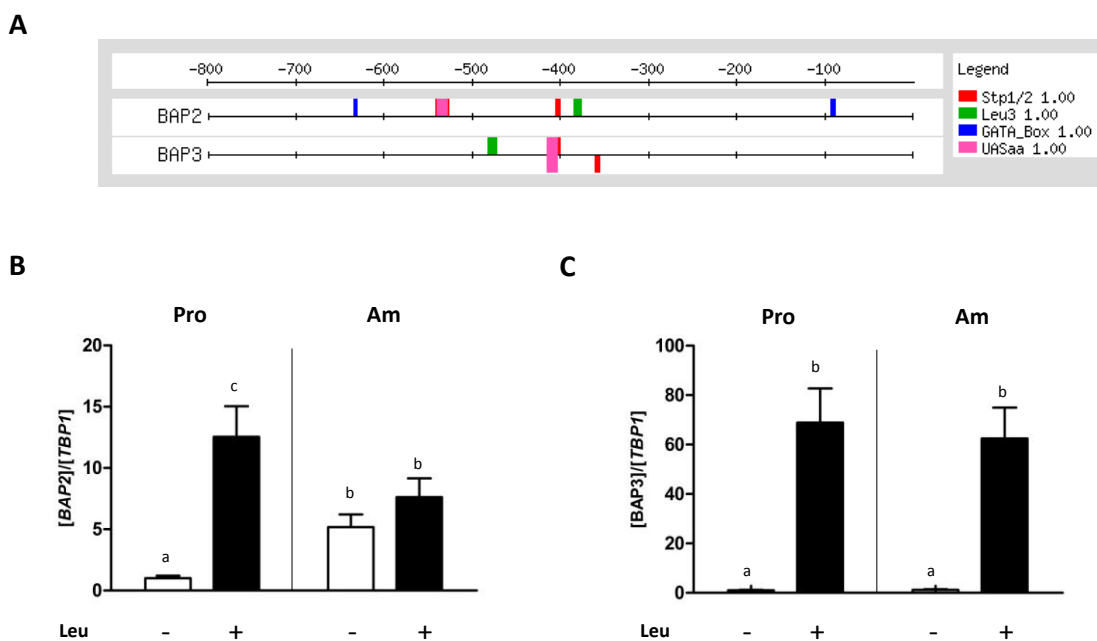 A
-800 -700 -600 -500 -400 -300 -200 -100
BAP2
BAP3
Legend
Stp1/2 1.00
Leu3 1.00
GATA_Box 1.00
UASaa 1.00
B
Pro Am
[BAP2]/[TBP1]
20
15
10
5
0
a c b b
Leu - + - +
C
Pro Am
[BAP3]/[TBP1]
100
80
60
40
20
0
a b a b
- + - +